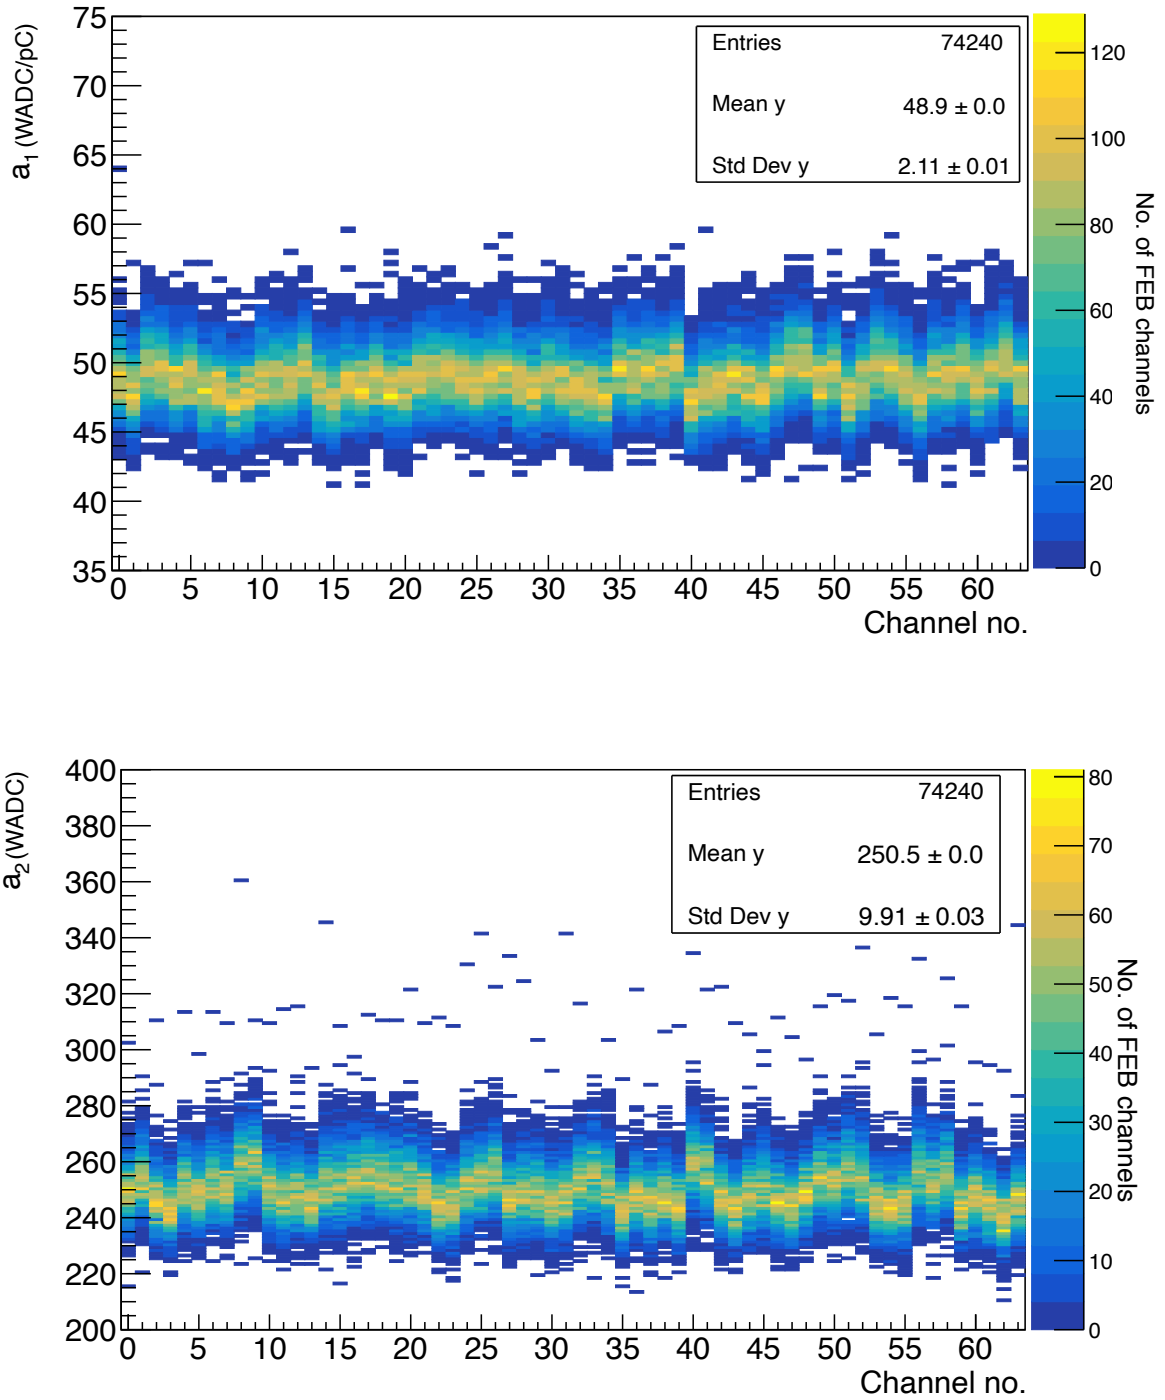 a1 (WADC/pC)
75
70
65
60
55
50
45
40
35
Entries 74240
Mean y 48.9 ± 0.0
Std Dev y 2.11 ± 0.01
120
100
80
60
40
20
0
No. of FEB channels
0 5 10 15 20 25 30 35 40 45 50 55 60
Channel no.
a2 (WADC)
400
380
360
340
320
300
280
260
240
220
200
Entries 74240
Mean y 250.5 ± 0.0
Std Dev y 9.91 ± 0.03
80
70
60
50
40
30
20
10
0
No. of FEB channels
0 5 10 15 20 25 30 35 40 45 50 55 60
Channel no.